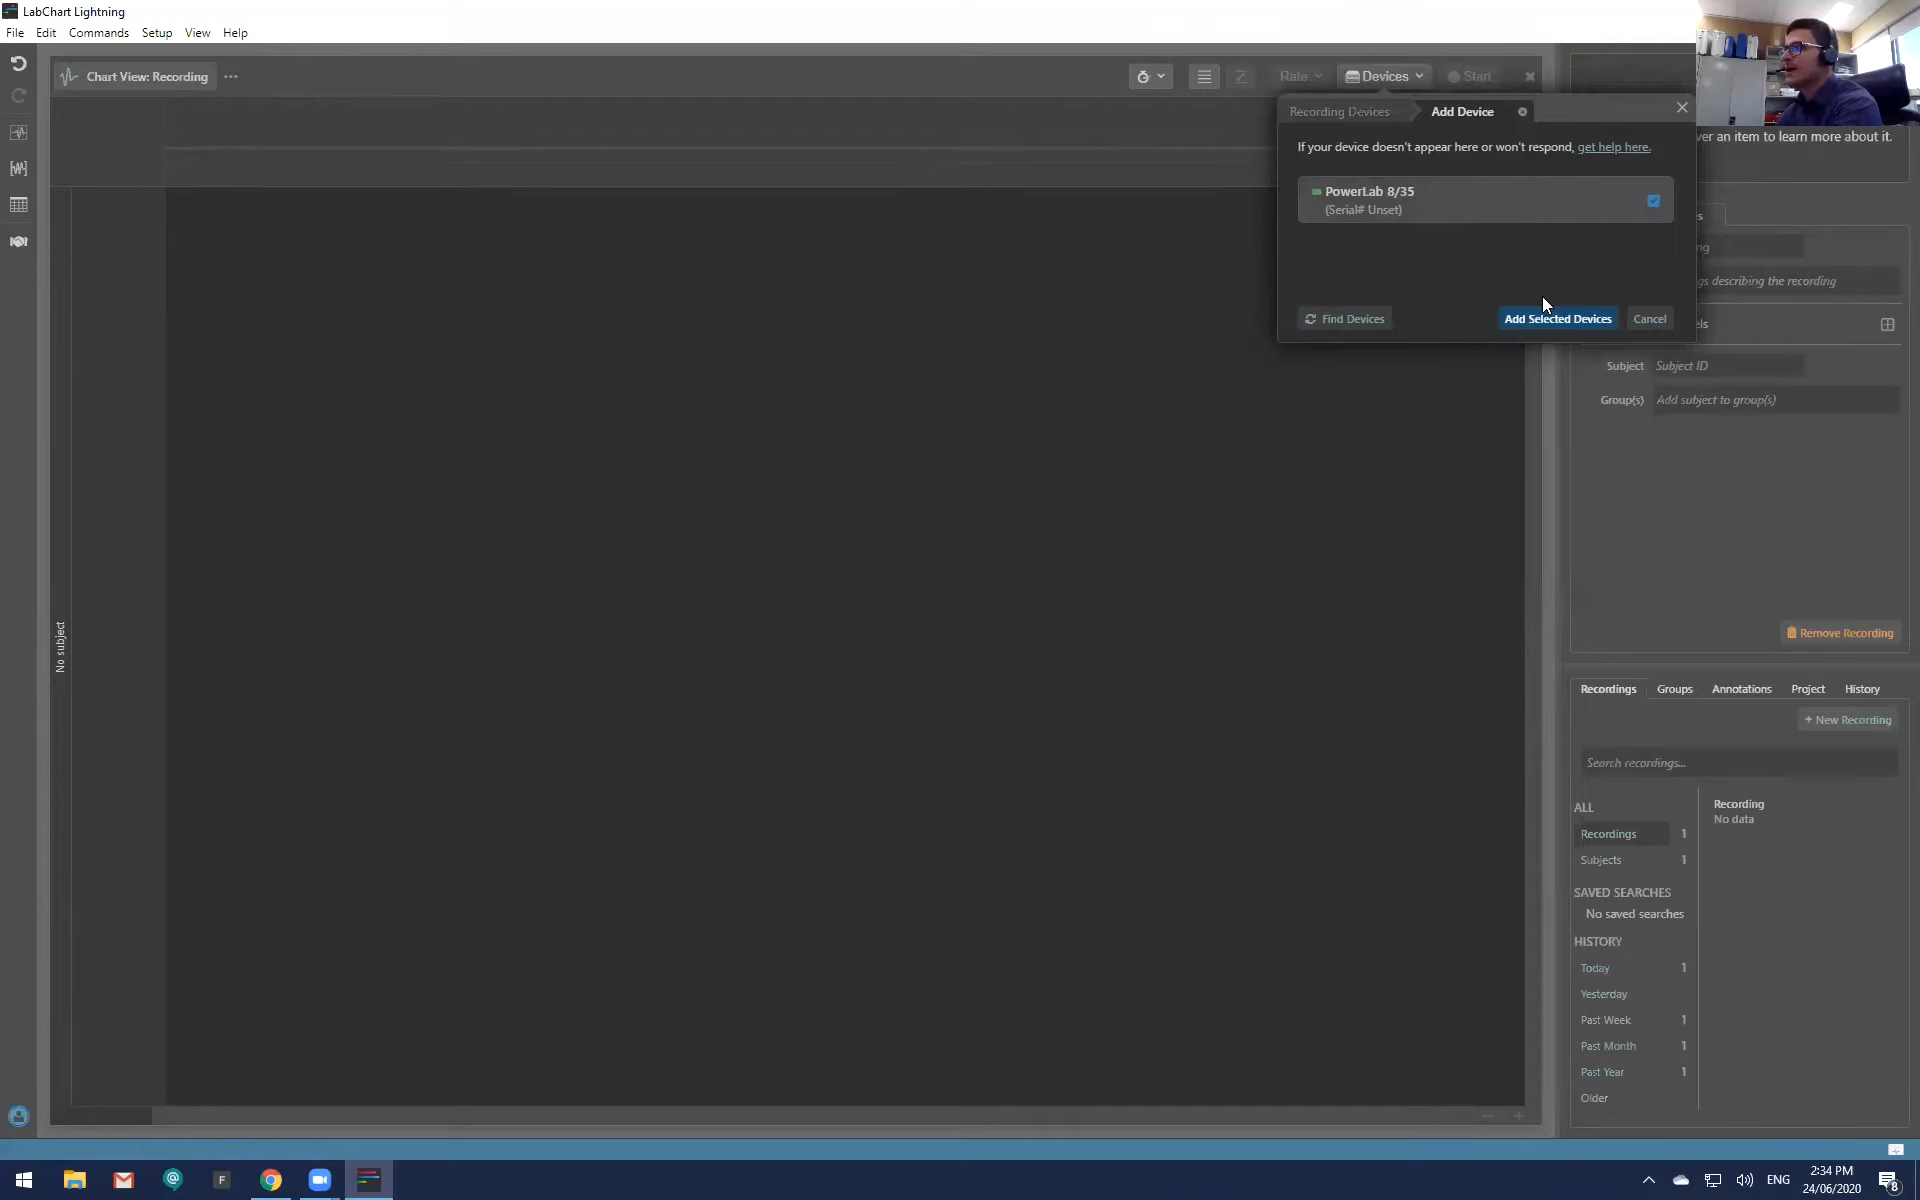 LabChart Lightning
File Edit Commands Setup View Help
Chart View: Recording
Rate Devices Start
Recording Devices Add Device
If your device doesn't appear here or won't respond, get help here.
PowerLab 8/35
(Serial# Unset)
Find Devices Add Selected Devices Cancel
er an item to learn more about it.
describing the recording
Subject Subject ID
Group(s) Add subject to group(s)
No subject
Remove Recording
Recordings Groups Annotations Project History
+ New Recording
Search recordings...
ALL
Recordings 1
Subjects 1
SAVED SEARCHES
No saved searches
HISTORY
Today 1
Yesterday
Past Week 1
Past Month 1
Past Year 1
Older
Recording
No data
F
ENG
2:34 PM
24/06/2020
8